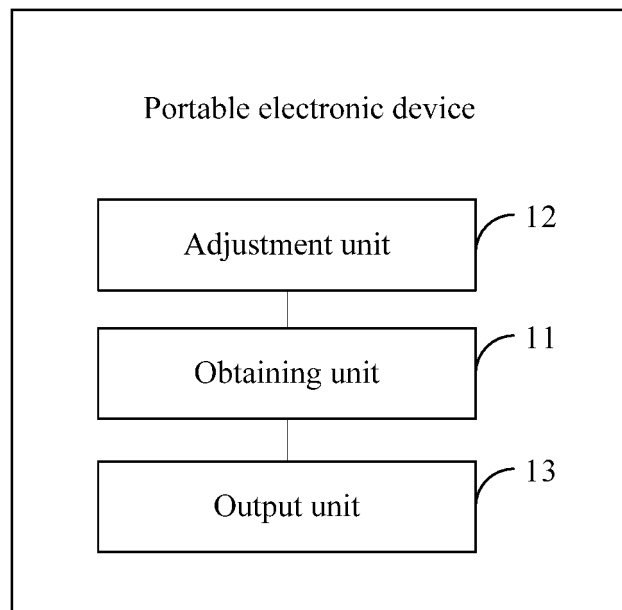 Portable electronic device
12
Adjustment unit
11
Obtaining unit
13
Output unit